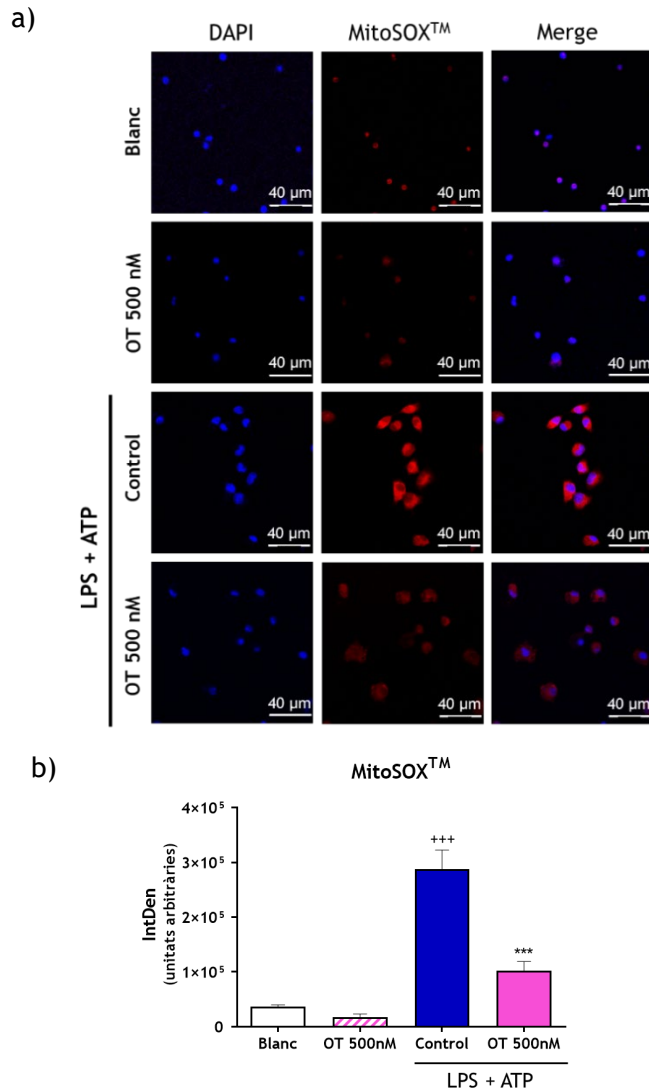 a)
DAPI MitoSOX™ Merge
Blanc
40 µm 40 µm 40 µm
OT 500 nM
40 µm 40 µm 40 µm
LPS + ATP
Control
40 µm 40 µm 40 µm
OT 500 nM
40 µm 40 µm 40 µm
b)
MitoSOX™
IntDen
(unitats arbitràries)
4×10⁵
3×10⁵
2×10⁵
1×10⁵
0
+++
***
Blanc OT 500nM Control OT 500nM
LPS + ATP